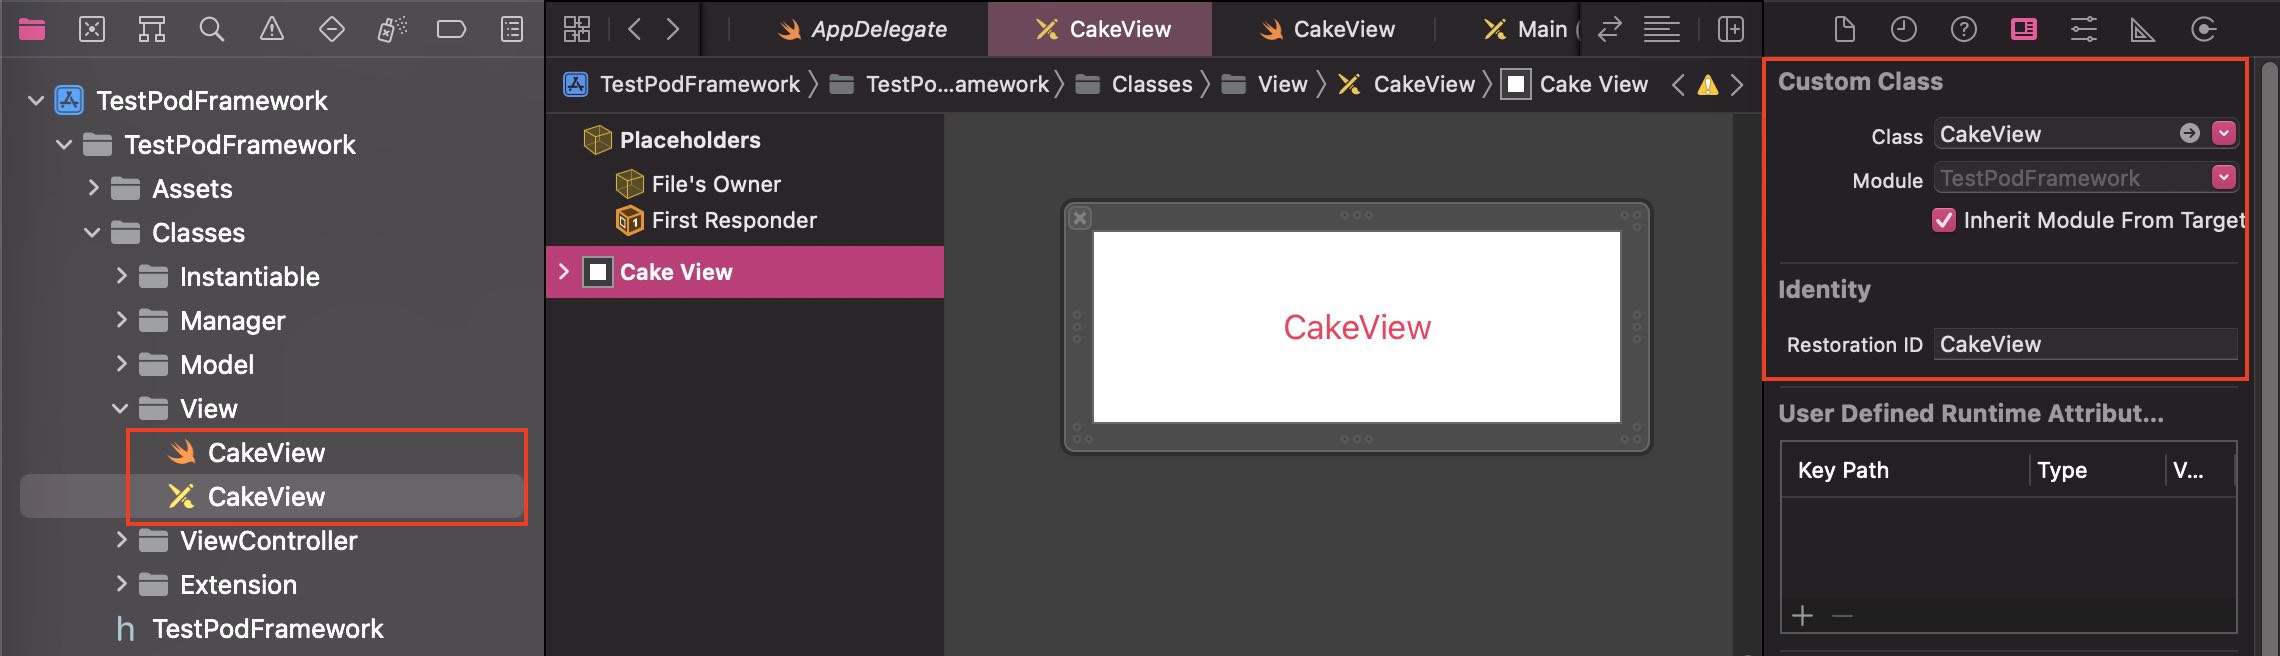 TestPodFramework
TestPodFramework
Assets
Classes
Instantiable
Manager
Model
View
CakeView
CakeView
ViewController
Extension
h TestPodFramework
AppDelegate CakeView CakeView Main (
TestPodFramework TestPo...amework Classes View CakeView Cake View
Placeholders
File's Owner
First Responder
Cake View
CakeView
Custom Class
Class CakeView
Module TestPodFramework
Inherit Module From Target
Identity
Restoration ID CakeView
User Defined Runtime Attribut...
Key Path Type V...